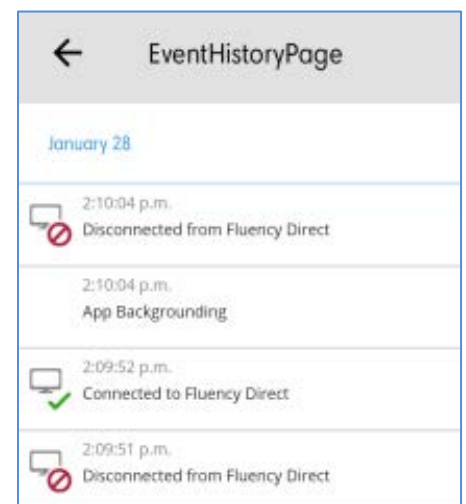 EventHistoryPage
January 28
2:10:04 p.m.
Disconnected from Fluency Direct
2:10:04 p.m.
App Backgrounding
2:09:52 p.m.
Connected to Fluency Direct
2:09:51 p.m.
Disconnected from Fluency Direct